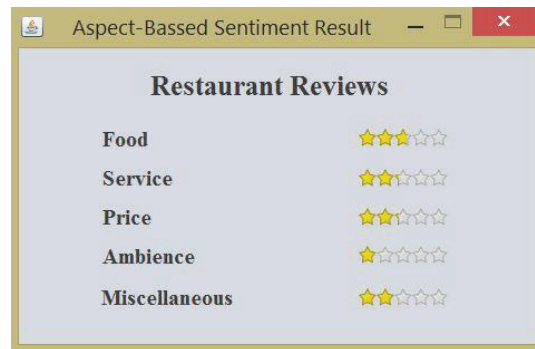 Aspect-Bassed Sentiment Result
Restaurant Reviews
Food
Service
Price
Ambience
Miscellaneous